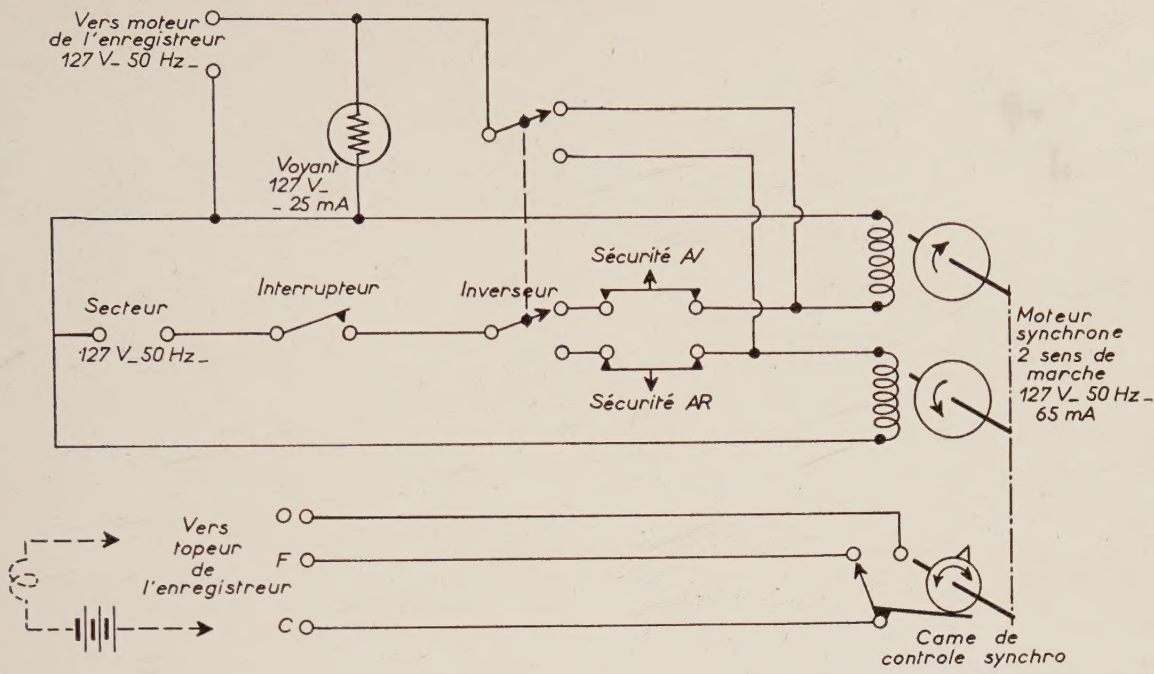 Vers moteur
de l'enregistreur
127 V_ 50 Hz_
Voyant
127 V_
_ 25 mA
Secteur
127 V_50 Hz_
Interrupteur
Inverseur
Sécurité AV
Sécurité AR
Moteur
synchrone
2 sens de
marche
127 V_ 50 Hz_
65 mA
Vers
topeur
de
l'enregistreur
O
F
C
Came de
controle synchro